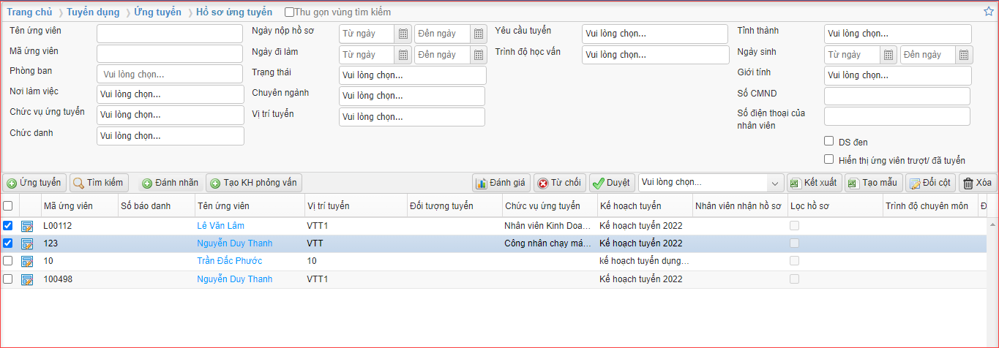 Trang chủ Tuyển dụng Ứng tuyển Hồ sơ ứng tuyển Thu gọn vùng tìm kiếm
Tên ứng viên Ngày nộp hồ sơ Từ ngày Đến ngày Yêu cầu tuyển Vui lòng chọn... Tỉnh thành Vui lòng chọn...
Mã ứng viên Ngày đi làm Từ ngày Đến ngày Trình độ học vấn Vui lòng chọn... Ngày sinh Từ ngày Đến ngày
Phòng ban Vui lòng chọn... Trạng thái Vui lòng chọn... Giới tính Vui lòng chọn...
Nơi làm việc Vui lòng chọn... Chuyên ngành Vui lòng chọn... Số CMND
Chức vụ ứng tuyển Vui lòng chọn... Vị trí tuyển Vui lòng chọn... Số điện thoại của
nhân viên
Chức danh Vui lòng chọn...
DS đen
Hiển thị ứng viên trượt/ đã tuyển
Ứng tuyển Tìm kiếm Đánh nhãn Tạo KH phỏng vấn Đánh giá Từ chối Duyệt Vui lòng chọn... Kết xuất Tạo mẫu Đổi cột Xóa
Mã ứng viên Số báo danh Tên ứng viên Vị trí tuyển Đối tượng tuyển Chức vụ ứng tuyển Kế hoạch tuyển Nhân viên nhận hồ sơ Lọc hồ sơ Trình độ chuyên môn Đ
L00112 Lê Văn Lâm VTT1 Nhân viên Kinh Doa... Kế hoạch tuyển 2022
123 Nguyễn Duy Thanh VTT Công nhân chạy má... Kế hoạch tuyển 2022
10 Trần Đắc Phước 10 kế hoạch tuyển dụng...
100498 Nguyễn Duy Thanh VTT1 Kế hoạch tuyển 2022